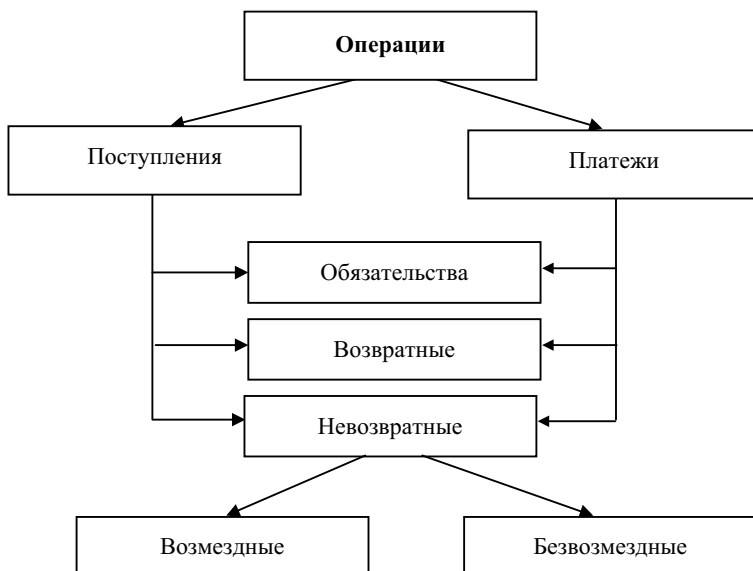 Операции
Поступления
Платежи
Обязательства
Возвратные
Невозвратные
Возмездные
Безвозмездные